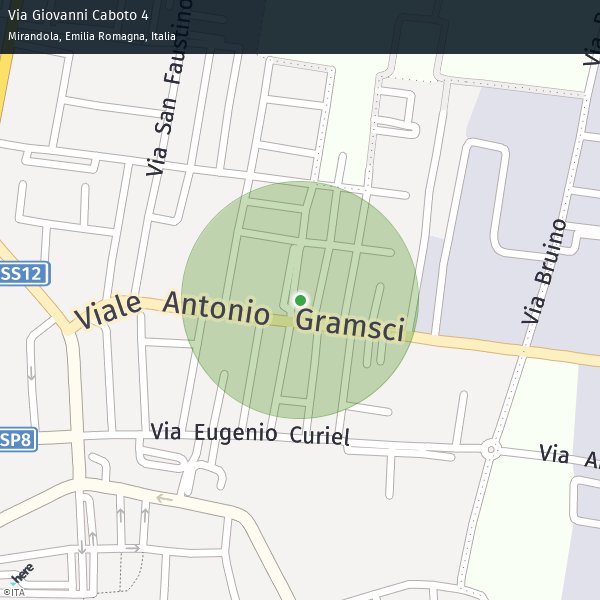 Via Giovanni Caboto 4
Mirandola, Emilia Romagna, Italia
Via San Faustino
SS12
Viale Antonio Gramsci
Via Bruino
SP8
Via Eugenio Curiel
Via
here
©ITA